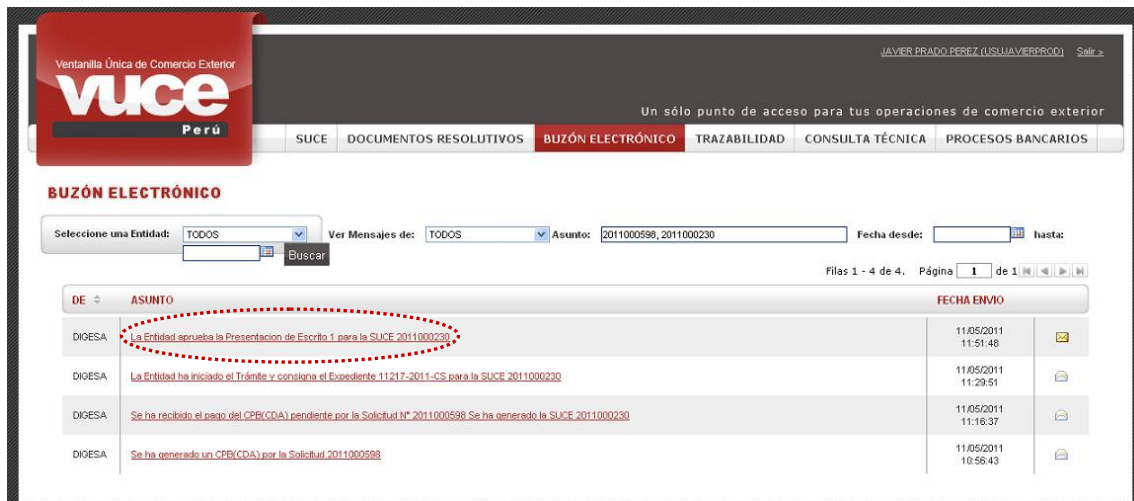 JAVIER PRADO PEREZ (USUJAVIERPROD) Salir »
Ventanilla Única de Comercio Exterior
vuce
Perú
Un sólo punto de acceso para tus operaciones de comercio exterior
SUCE DOCUMENTOS RESOLUTIVOS BUZÓN ELECTRÓNICO TRAZABILIDAD CONSULTA TÉCNICA PROCESOS BANCARIOS
BUZÓN ELECTRÓNICO
Seleccione una Entidad: TODOS Ver Mensajes de: TODOS Asunto: 2011000598, 2011000230 Fecha desde: hasta:
Buscar
Filas 1 - 4 de 4. Página 1 de 1
DE ASUNTO FECHA ENVIO
DIGESA La Entidad aprueba la Presentacion de Escrito 1 para la SUCE 2011000230 11/05/2011
11:51:48
DIGESA La Entidad ha iniciado el Trámite y consigna el Expediente 11217-2011-CS para la SUCE 2011000230 11/05/2011
11:29:51
DIGESA Se ha recibido el pago del CPB(CDA) pendiente por la Solicitud N° 2011000598 Se ha generado la SUCE 2011000230 11/05/2011
11:16:37
DIGESA Se ha generado un CPB(CDA) por la Solicitud 2011000598 11/05/2011
10:56:43